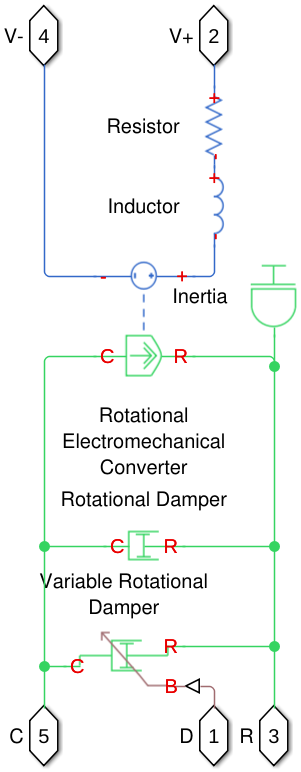 V- 4 V+ 2
+
Resistor
-
+
Inductor
-
- +
Inertia
C R
Rotational
Electromechanical
Converter
Rotational Damper
C R
Variable Rotational
Damper
R
C
B
C 5 D 1 R 3